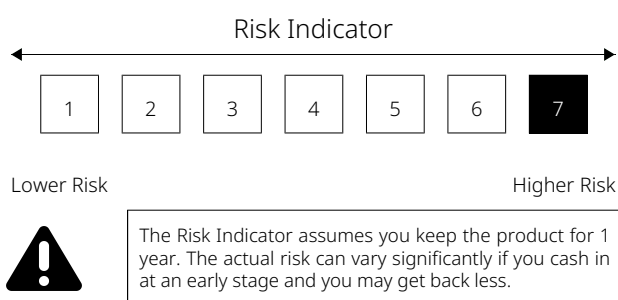 Risk Indicator
1 2 3 4 5 6 7
Lower Risk Higher Risk
The Risk Indicator assumes you keep the product for 1
year. The actual risk can vary significantly if you cash in
at an early stage and you may get back less.